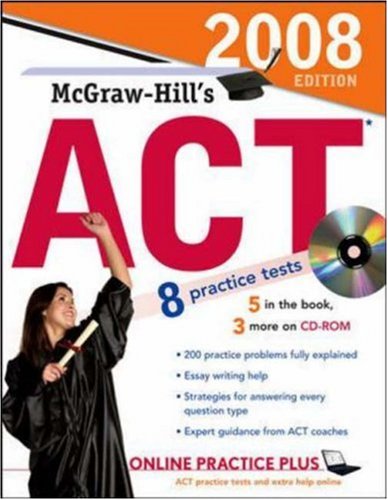 2008
EDITION
McGraw-Hill's
ACT*
8 practice tests
5 in the book,
3 more on CD-ROM
• 200 practice problems fully explained
• Essay writing help
• Strategies for answering every
question type
• Expert guidance from ACT coaches
ONLINE PRACTICE PLUS
ACT practice tests and extra help online